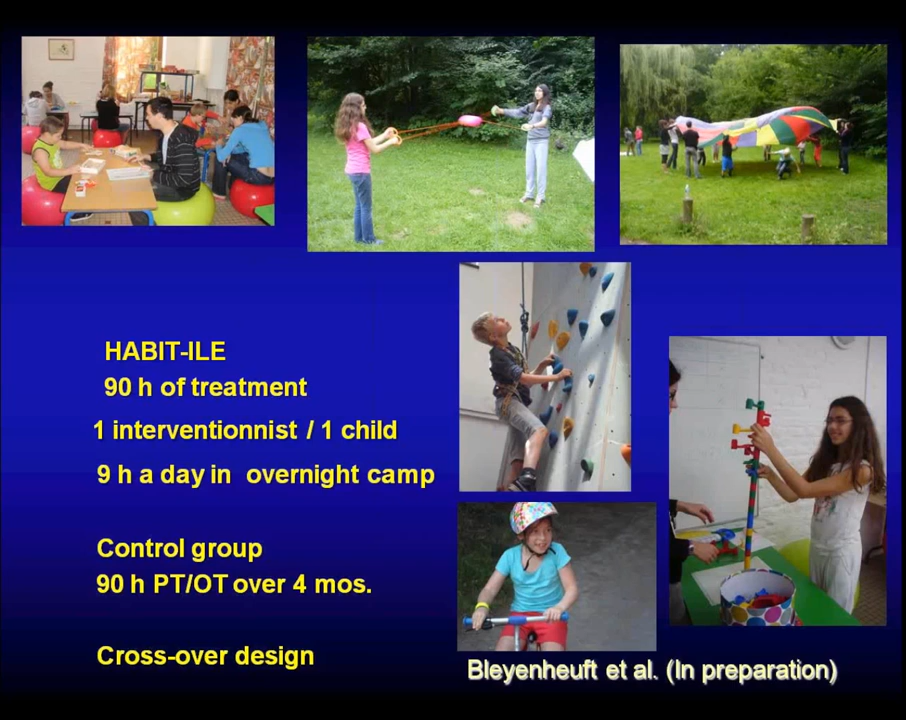 HABIT-ILE
90 h of treatment
1 interventionnist / 1 child
9 h a day in overnight camp
Control group
90 h PT/OT over 4 mos.
Cross-over design
Bleyenheuft et al. (In preparation)